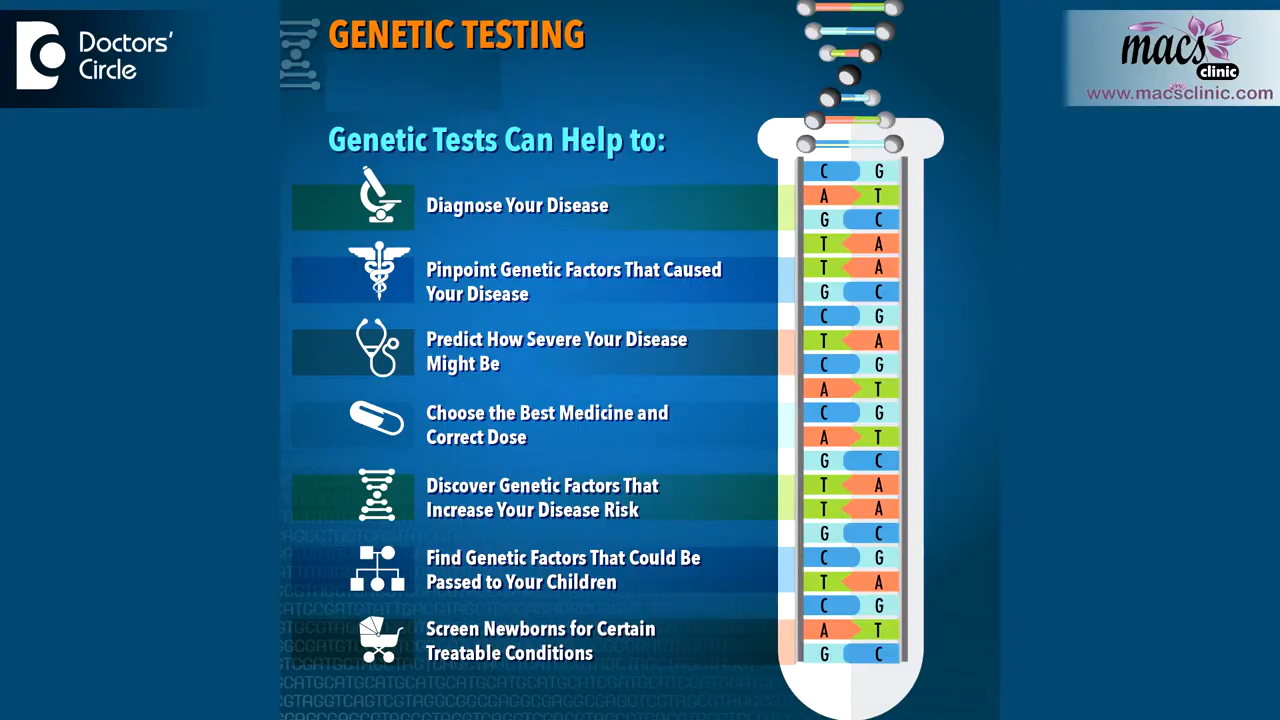 Doctors'
Circle
GENETIC TESTING
macs
clinic
www.macsclinic.com
Genetic Tests Can Help to:
Diagnose Your Disease
Pinpoint Genetic Factors That Caused
Your Disease
Predict How Severe Your Disease
Might Be
Choose the Best Medicine and
Correct Dose
Discover Genetic Factors That
Increase Your Disease Risk
Find Genetic Factors That Could Be
Passed to Your Children
Screen Newborns for Certain
Treatable Conditions
C G
A T
G C
T A
T A
G C
C G
T A
C G
A T
C G
A T
G C
T A
T A
G C
C G
T A
C G
A T
G C